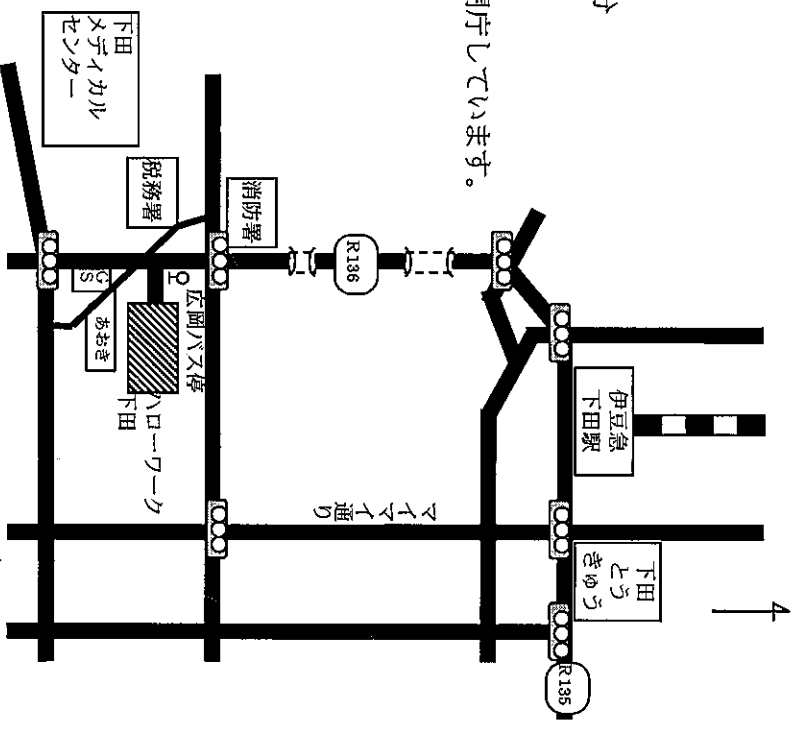 伊豆急
下田駅
下田
とう
きゅう
R135
庁しています。
R136
マイマイ
通り
消防署
広岡バス停
税務署
ハローワーク
下田
GS
あおき
下田
メディカル
センター